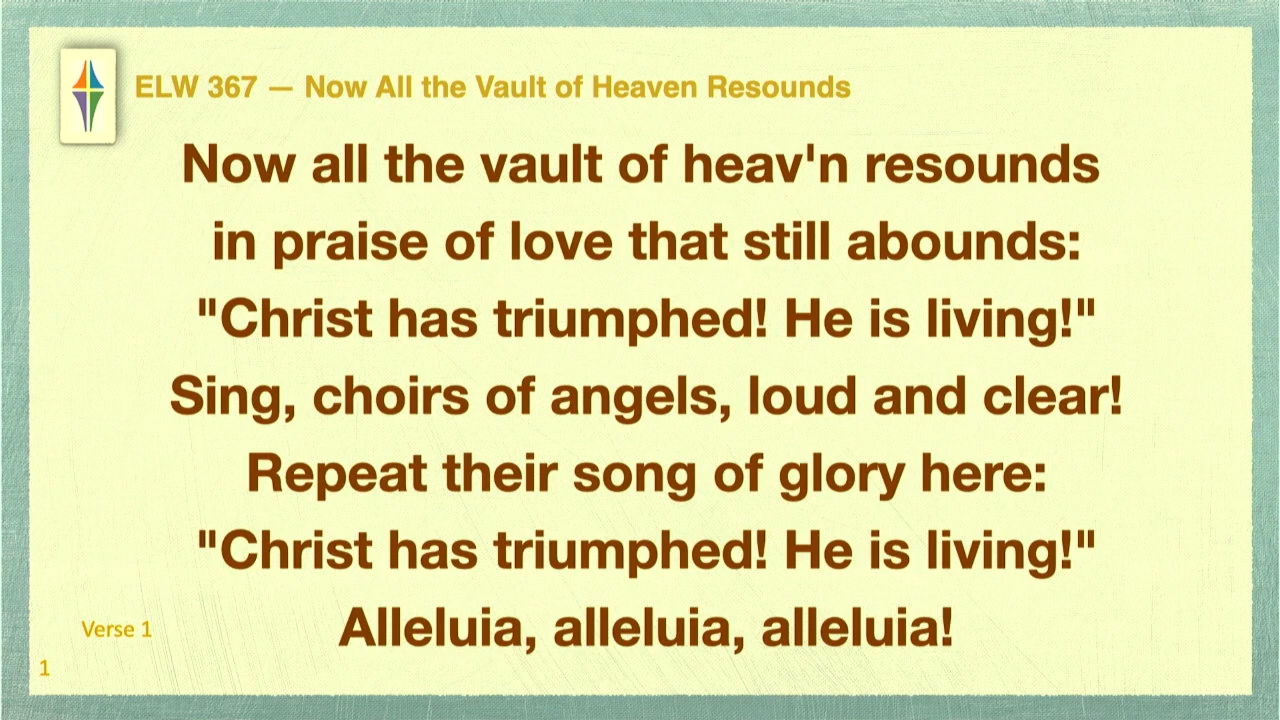 ELW 367 — Now All the Vault of Heaven Resounds
Now all the vault of heav'n resounds
in praise of love that still abounds:
"Christ has triumphed! He is living!"
Sing, choirs of angels, loud and clear!
Repeat their song of glory here:
"Christ has triumphed! He is living!"
Alleluia, alleluia, alleluia!
Verse 1
1